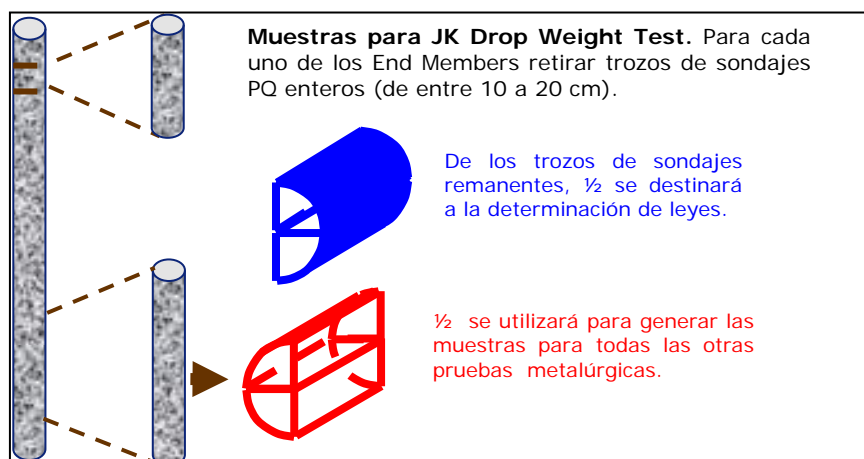 Muestras para JK Drop Weight Test. Para cada
uno de los End Members retirar trozos de sondajes
PQ enteros (de entre 10 a 20 cm).
De los trozos de sondajes
remanentes, ½ se destinará
a la determinación de leyes.
½ se utilizará para generar las
muestras para todas las otras
pruebas metalúrgicas.